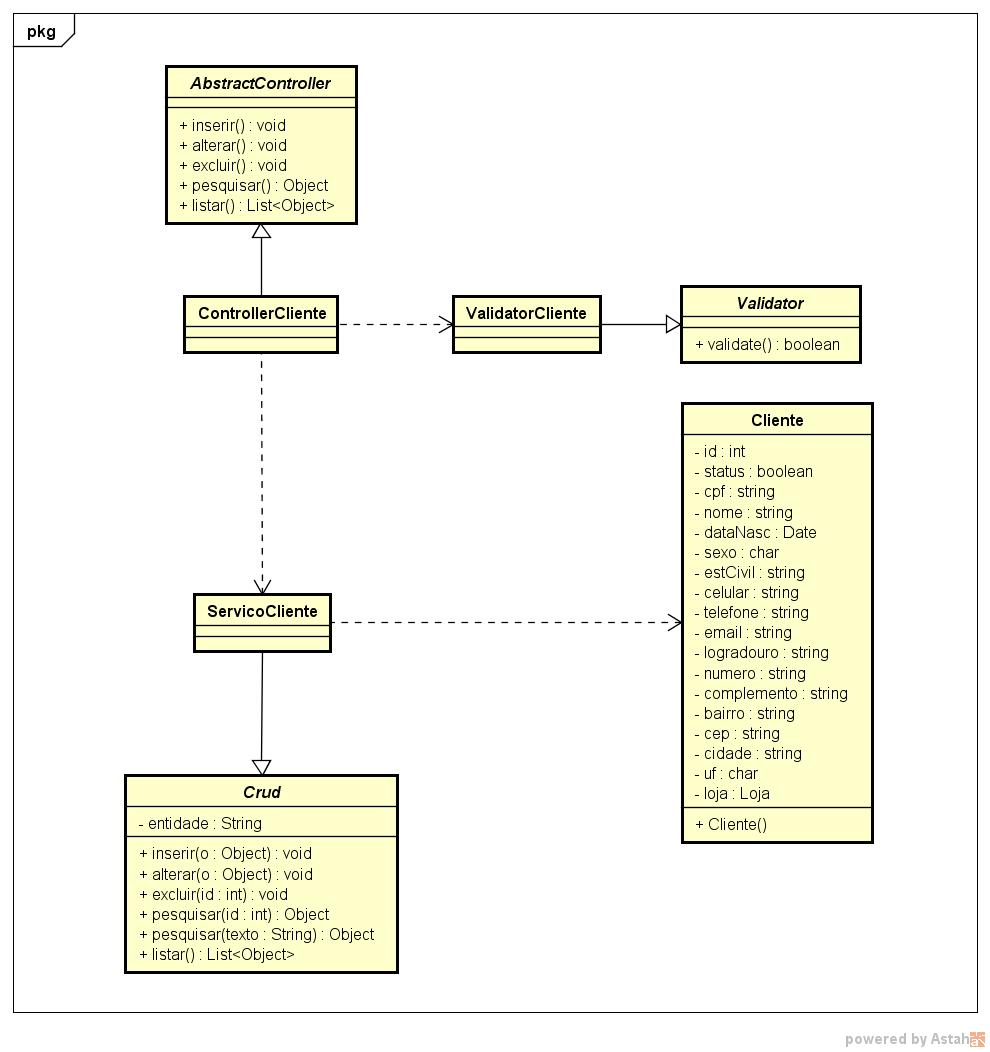 pkg
AbstractController
+ inserir() : void
+ alterar() : void
+ excluir() : void
+ pesquisar() : Object
+ listar() : List<Object>
ControllerCliente
ValidatorCliente
Validator
+ validate() : boolean
Cliente
- id : int
- status : boolean
- cpf : string
- nome : string
- dataNasc : Date
- sexo : char
- estCivil : string
- celular : string
- telefone : string
- email : string
- logradouro : string
- numero : string
- complemento : string
- bairro : string
- cep : string
- cidade : string
- uf : char
- loja : Loja
+ Cliente()
ServicoCliente
Crud
- entidade : String
+ inserir(o : Object) : void
+ alterar(o : Object) : void
+ excluir(id : int) : void
+ pesquisar(id : int) : Object
+ pesquisar(texto : String) : Object
+ listar() : List<Object>
powered by Astah